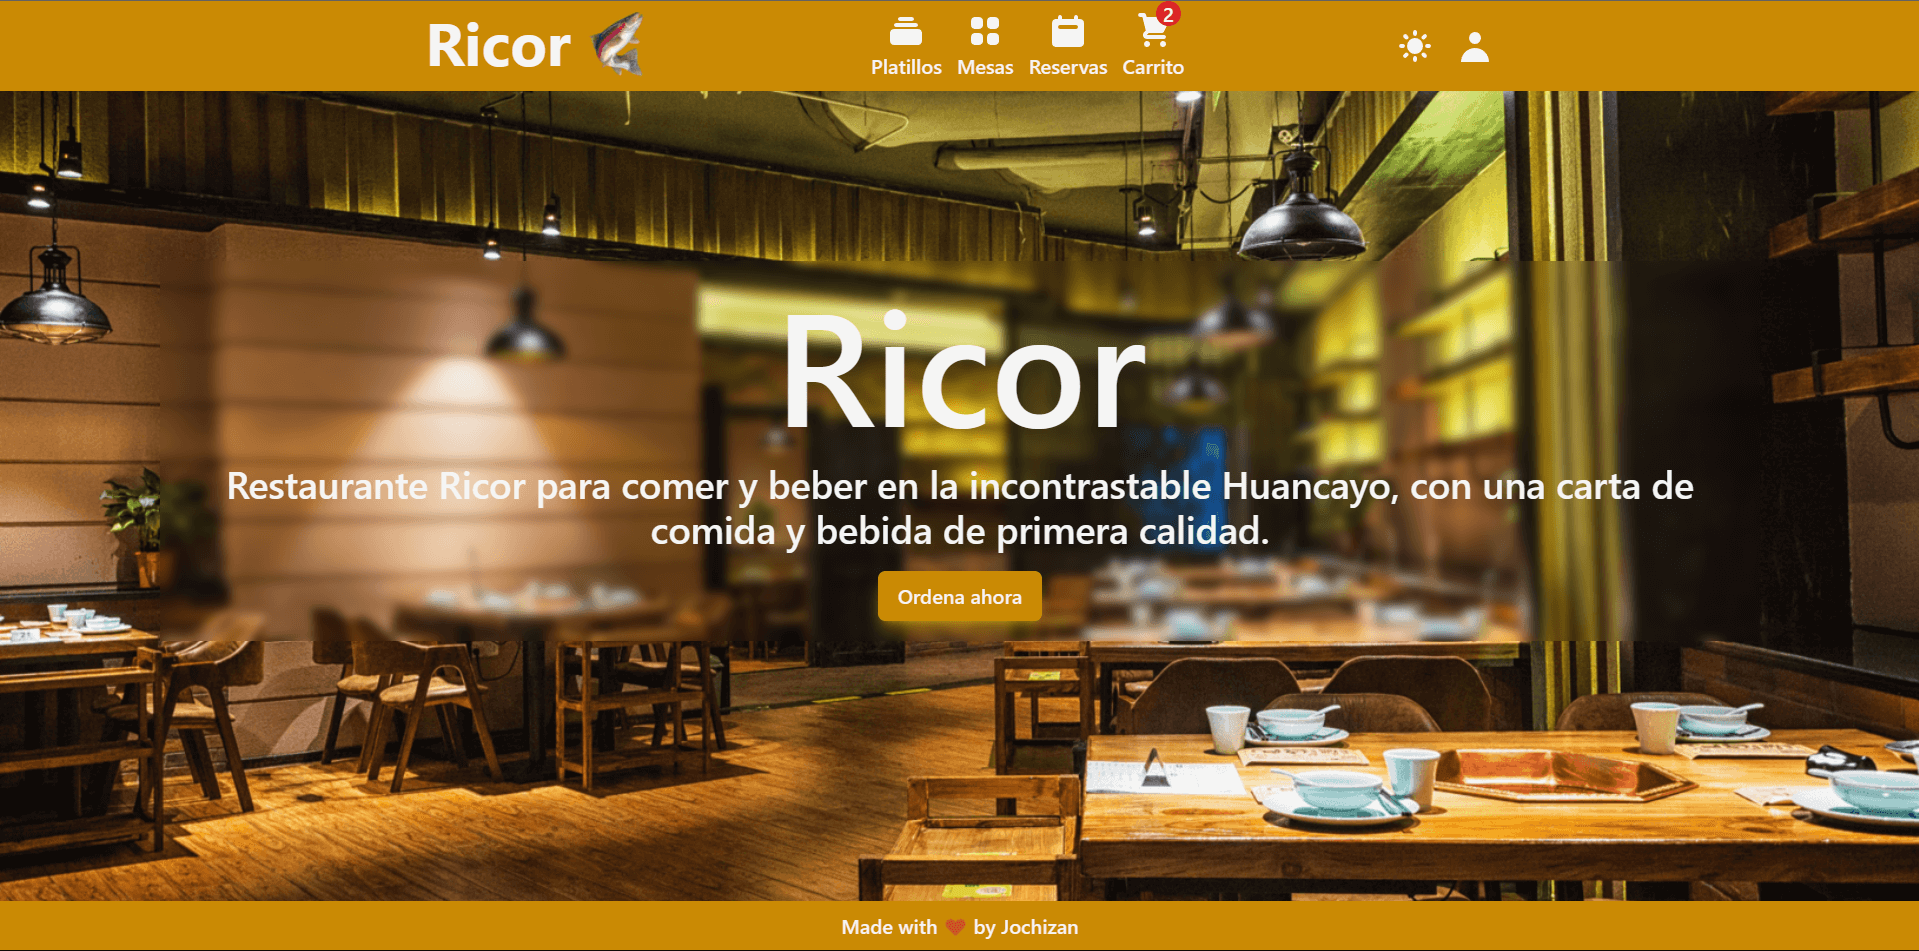 Ricor
Platillos
Mesas
Reservas
2
Carrito
Ricor
Restaurante Ricor para comer y beber en la incontrastable Huancayo, con una carta de
comida y bebida de primera calidad.
Ordena ahora
Made with ❤️ by Jochizan